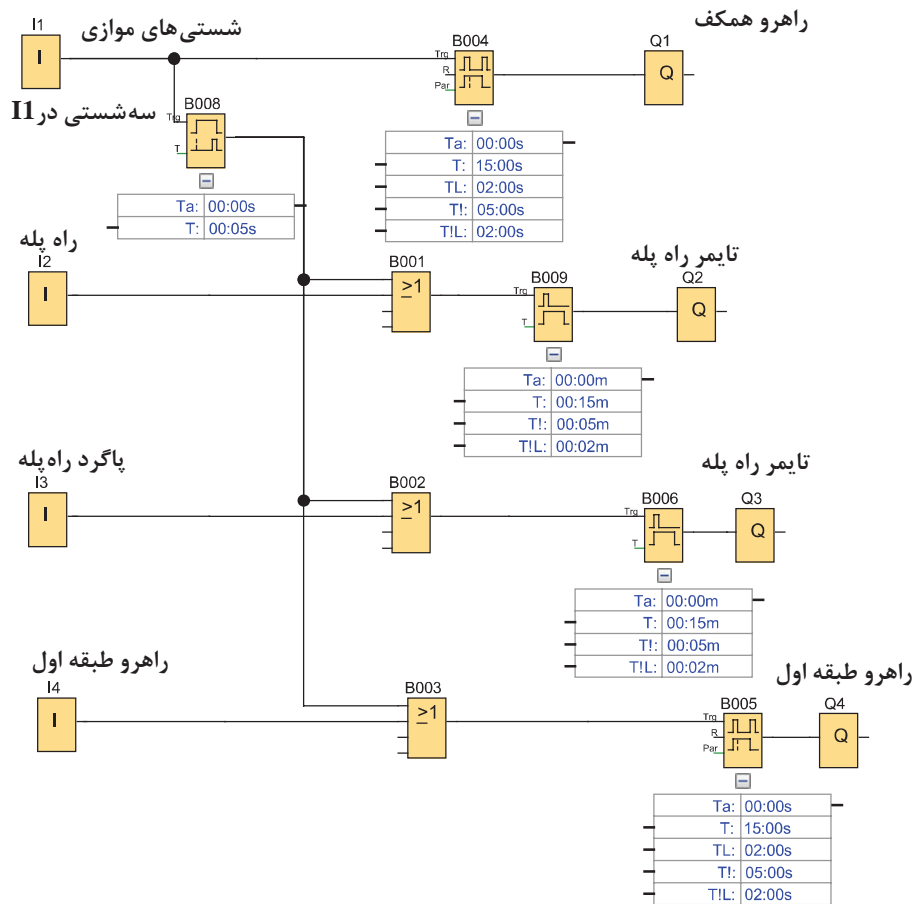 راهرو همکف
شستی‌های موازی
I1
I
B004
Trg
R
Par
Q1
Q
سه‌شستی در I1
B008
Trg
T
Ta: 00:00s
T: 15:00s
TL: 02:00s
T!: 05:00s
T!L: 02:00s
Ta: 00:00s
T: 00:05s
راه پله
I2
I
B001
≥1
تایمر راه پله
B009
Trg
T
Q2
Q
Ta: 00:00m
T: 00:15m
T!: 00:05m
T!L: 00:02m
پاگرد راه‌پله
I3
I
B002
≥1
تایمر راه پله
B006
Trg
T
Q3
Q
Ta: 00:00m
T: 00:15m
T!: 00:05m
T!L: 00:02m
راهرو طبقه اول
I4
I
B003
≥1
راهرو طبقه اول
B005
Trg
R
Par
Q4
Q
Ta: 00:00s
T: 15:00s
TL: 02:00s
T!: 05:00s
T!L: 02:00s